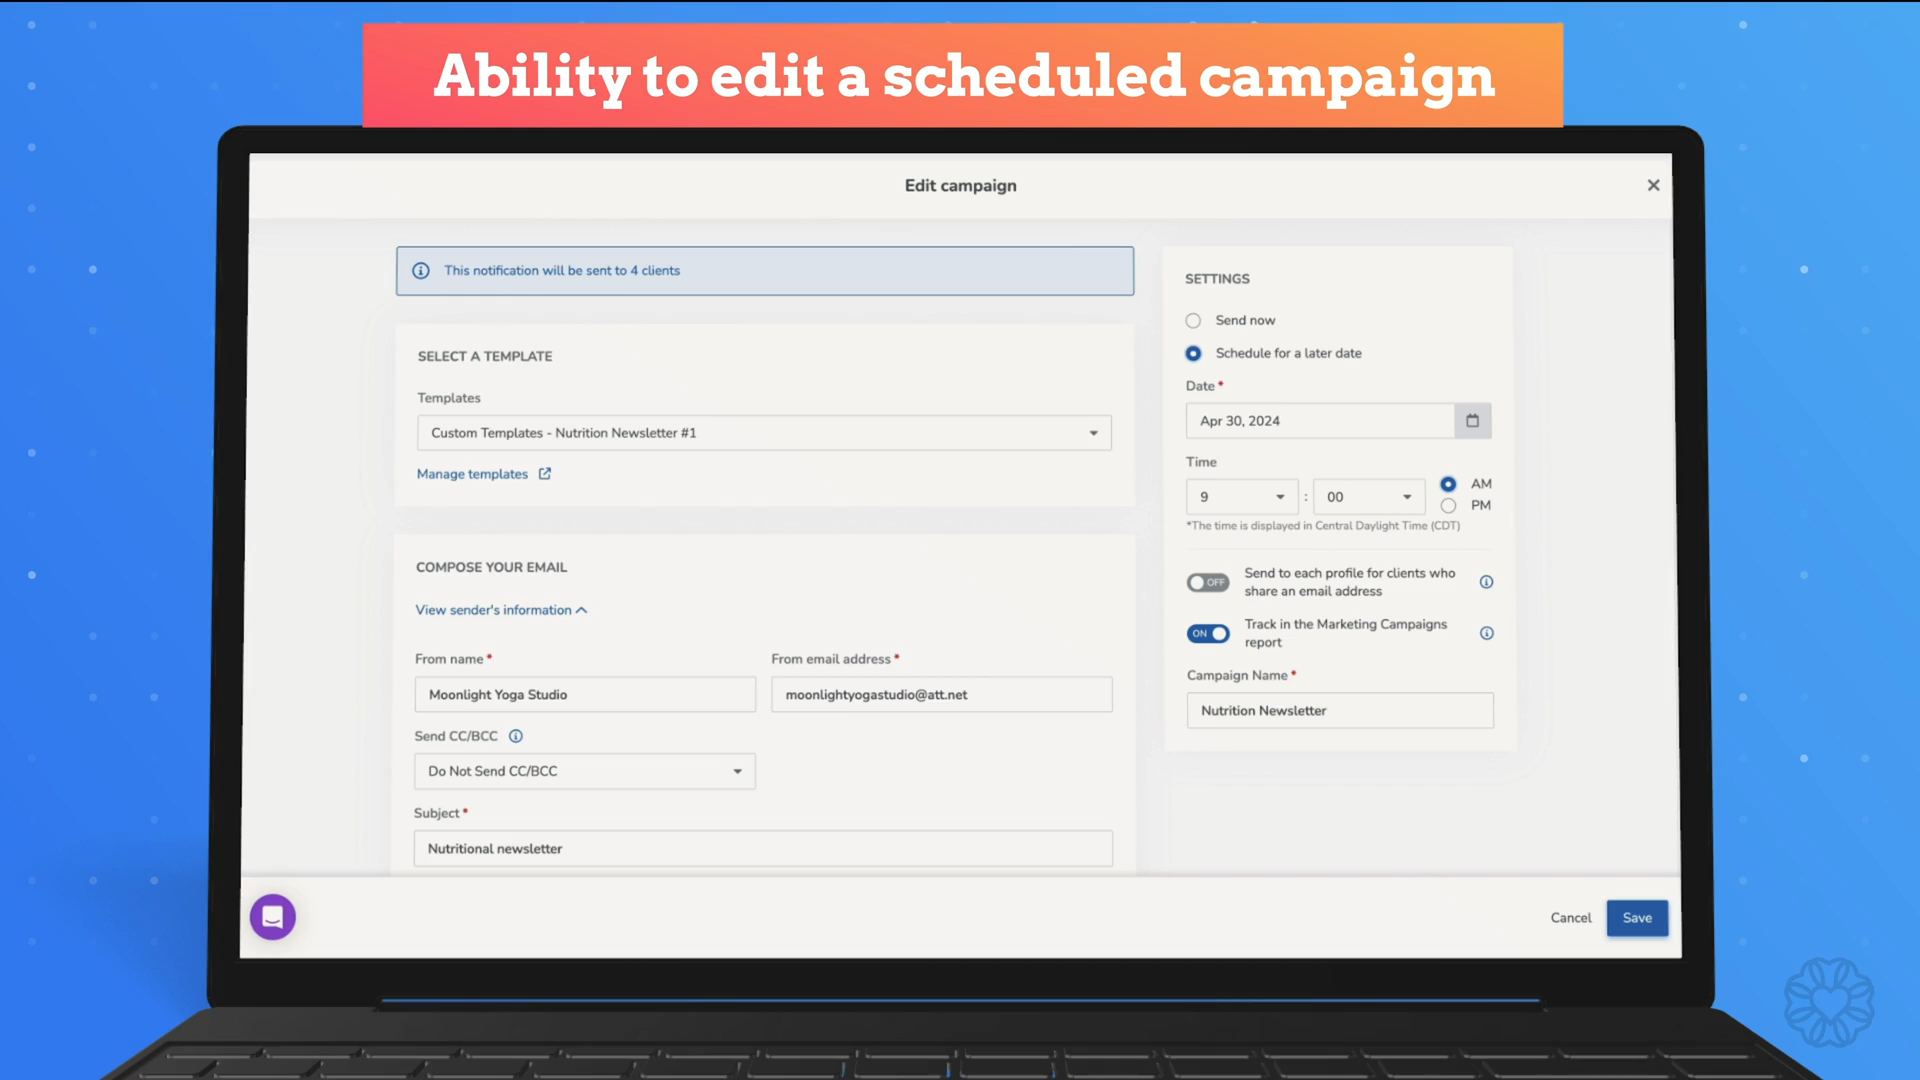 Ability to edit a scheduled campaign
Edit campaign
This notification will be sent to 4 clients
SELECT A TEMPLATE
Templates
Custom Templates - Nutrition Newsletter #1
Manage templates
COMPOSE YOUR EMAIL
View sender's information
From name *
From email address *
Moonlight Yoga Studio
moonlightyogastudio@att.net
Send CC/BCC
Do Not Send CC/BCC
Subject *
Nutritional newsletter
SETTINGS
Send now
Schedule for a later date
Date *
Apr 30, 2024
Time
9 : 00
AM
PM
*The time is displayed in Central Daylight Time (CDT)
OFF
Send to each profile for clients who
share an email address
ON
Track in the Marketing Campaigns
report
Campaign Name *
Nutrition Newsletter
Cancel
Save